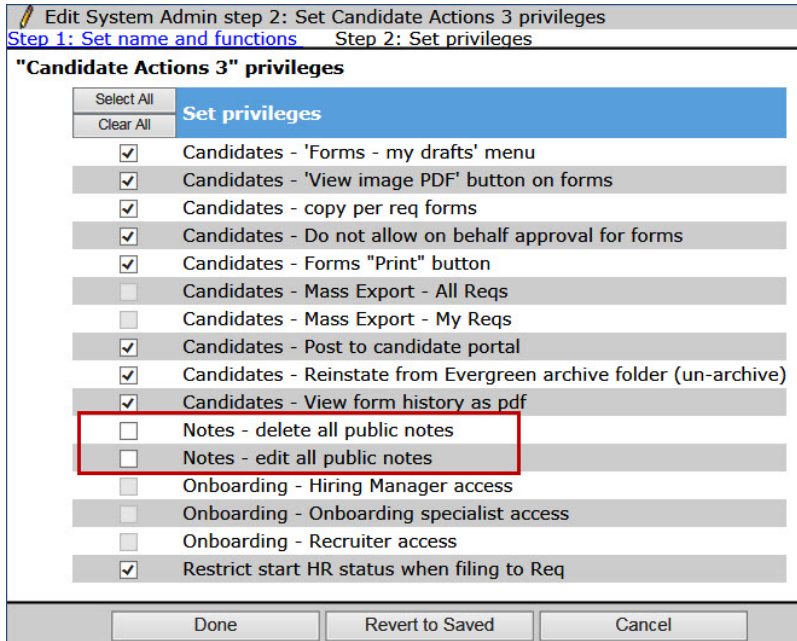 Edit System Admin step 2: Set Candidate Actions 3 privileges
Step 1: Set name and functions Step 2: Set privileges
"Candidate Actions 3" privileges
Select All
Clear All
Set privileges
Candidates - 'Forms - my drafts' menu
Candidates - 'View image PDF' button on forms
Candidates - copy per req forms
Candidates - Do not allow on behalf approval for forms
Candidates - Forms "Print" button
Candidates - Mass Export - All Reqs
Candidates - Mass Export - My Reqs
Candidates - Post to candidate portal
Candidates - Reinstate from Evergreen archive folder (un-archive)
Candidates - View form history as pdf
Notes - delete all public notes
Notes - edit all public notes
Onboarding - Hiring Manager access
Onboarding - Onboarding specialist access
Onboarding - Recruiter access
Restrict start HR status when filing to Req
Done Revert to Saved Cancel